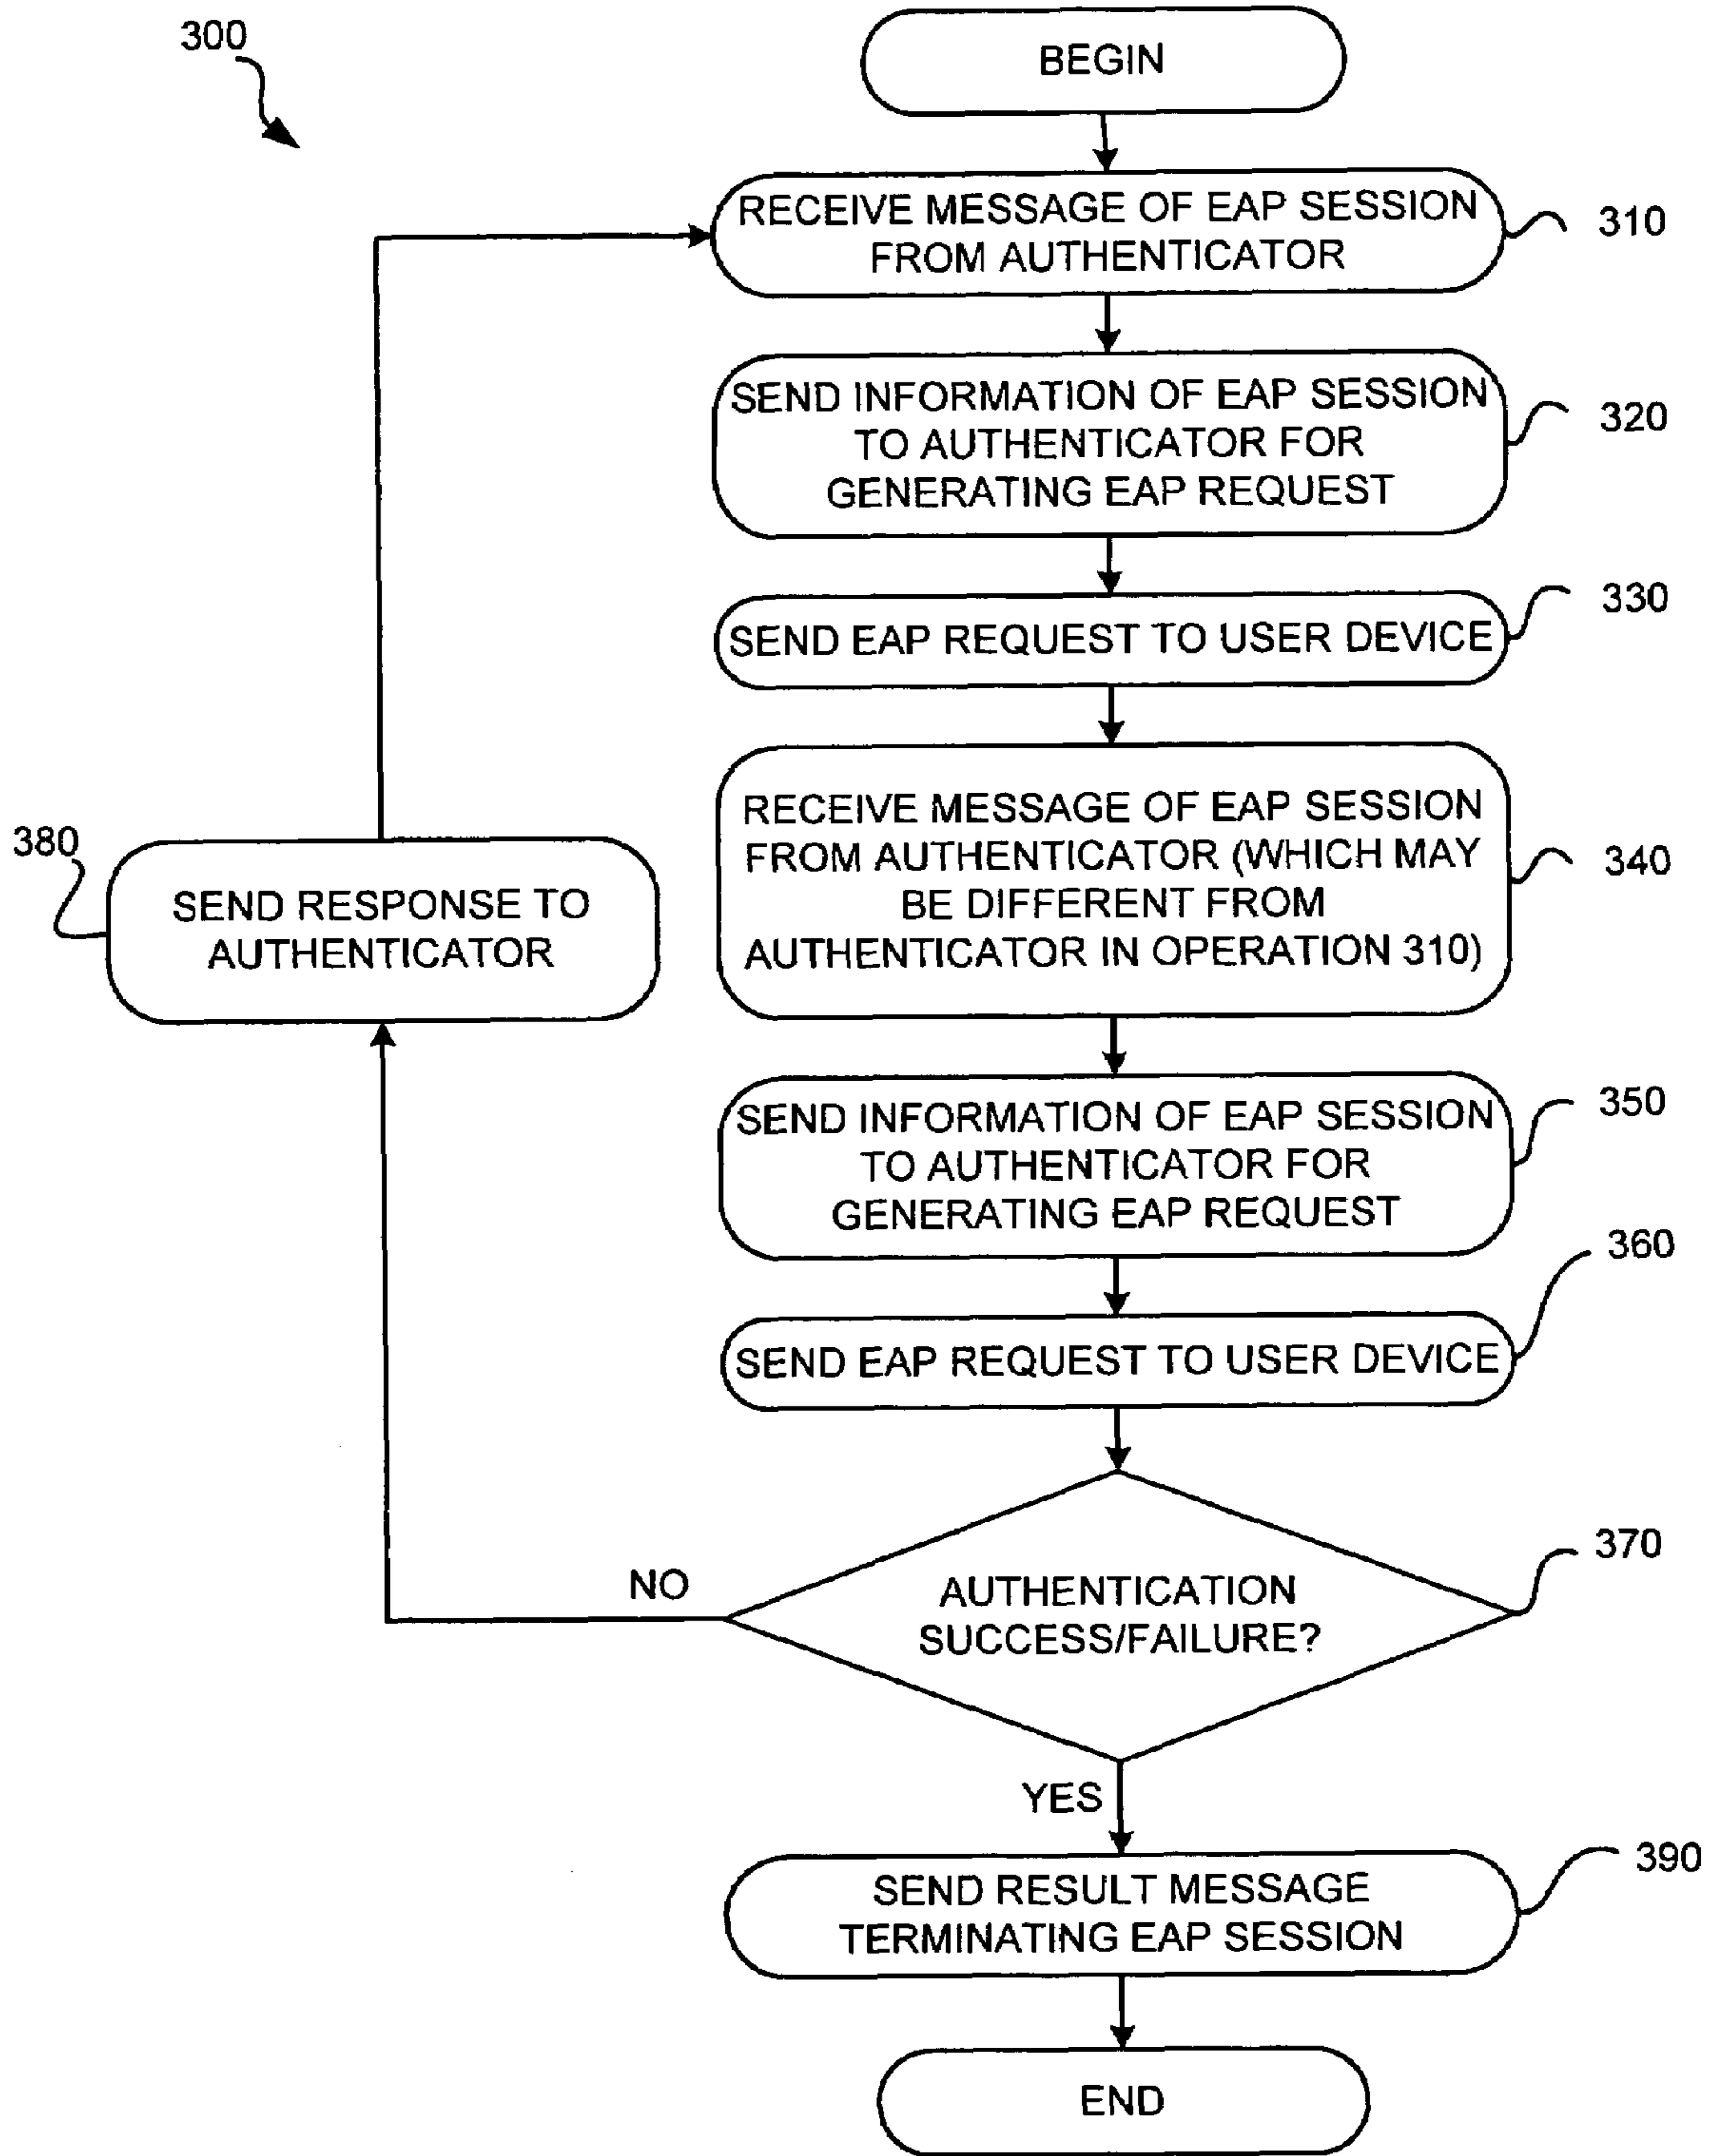 300
BEGIN
RECEIVE MESSAGE OF EAP SESSION
FROM AUTHENTICATOR
310
SEND INFORMATION OF EAP SESSION
TO AUTHENTICATOR FOR
GENERATING EAP REQUEST
320
SEND EAP REQUEST TO USER DEVICE
330
RECEIVE MESSAGE OF EAP SESSION
FROM AUTHENTICATOR (WHICH MAY
BE DIFFERENT FROM
AUTHENTICATOR IN OPERATION 310)
340
380
SEND RESPONSE TO
AUTHENTICATOR
SEND INFORMATION OF EAP SESSION
TO AUTHENTICATOR FOR
GENERATING EAP REQUEST
350
SEND EAP REQUEST TO USER DEVICE
360
AUTHENTICATION
SUCCESS/FAILURE?
370
NO
YES
SEND RESULT MESSAGE
TERMINATING EAP SESSION
390
END